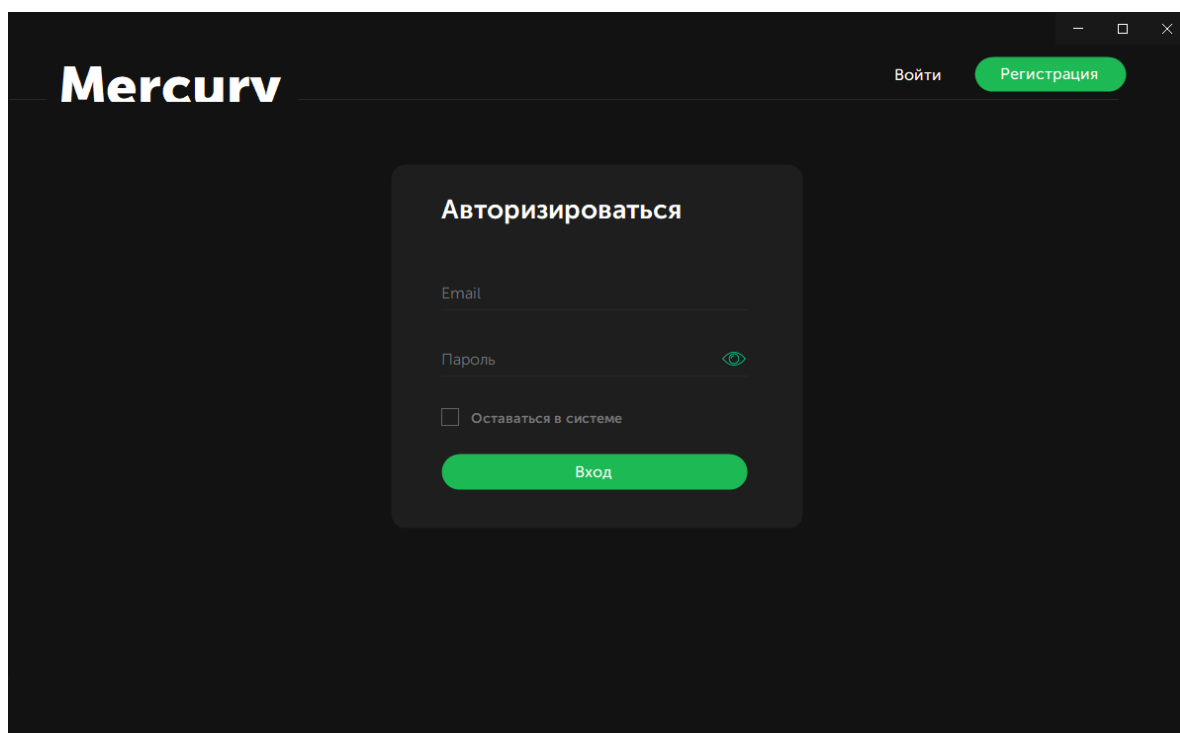 Mercury
Войти
Регистрация
Авторизироваться
Email
Пароль
Оставаться в системе
Вход